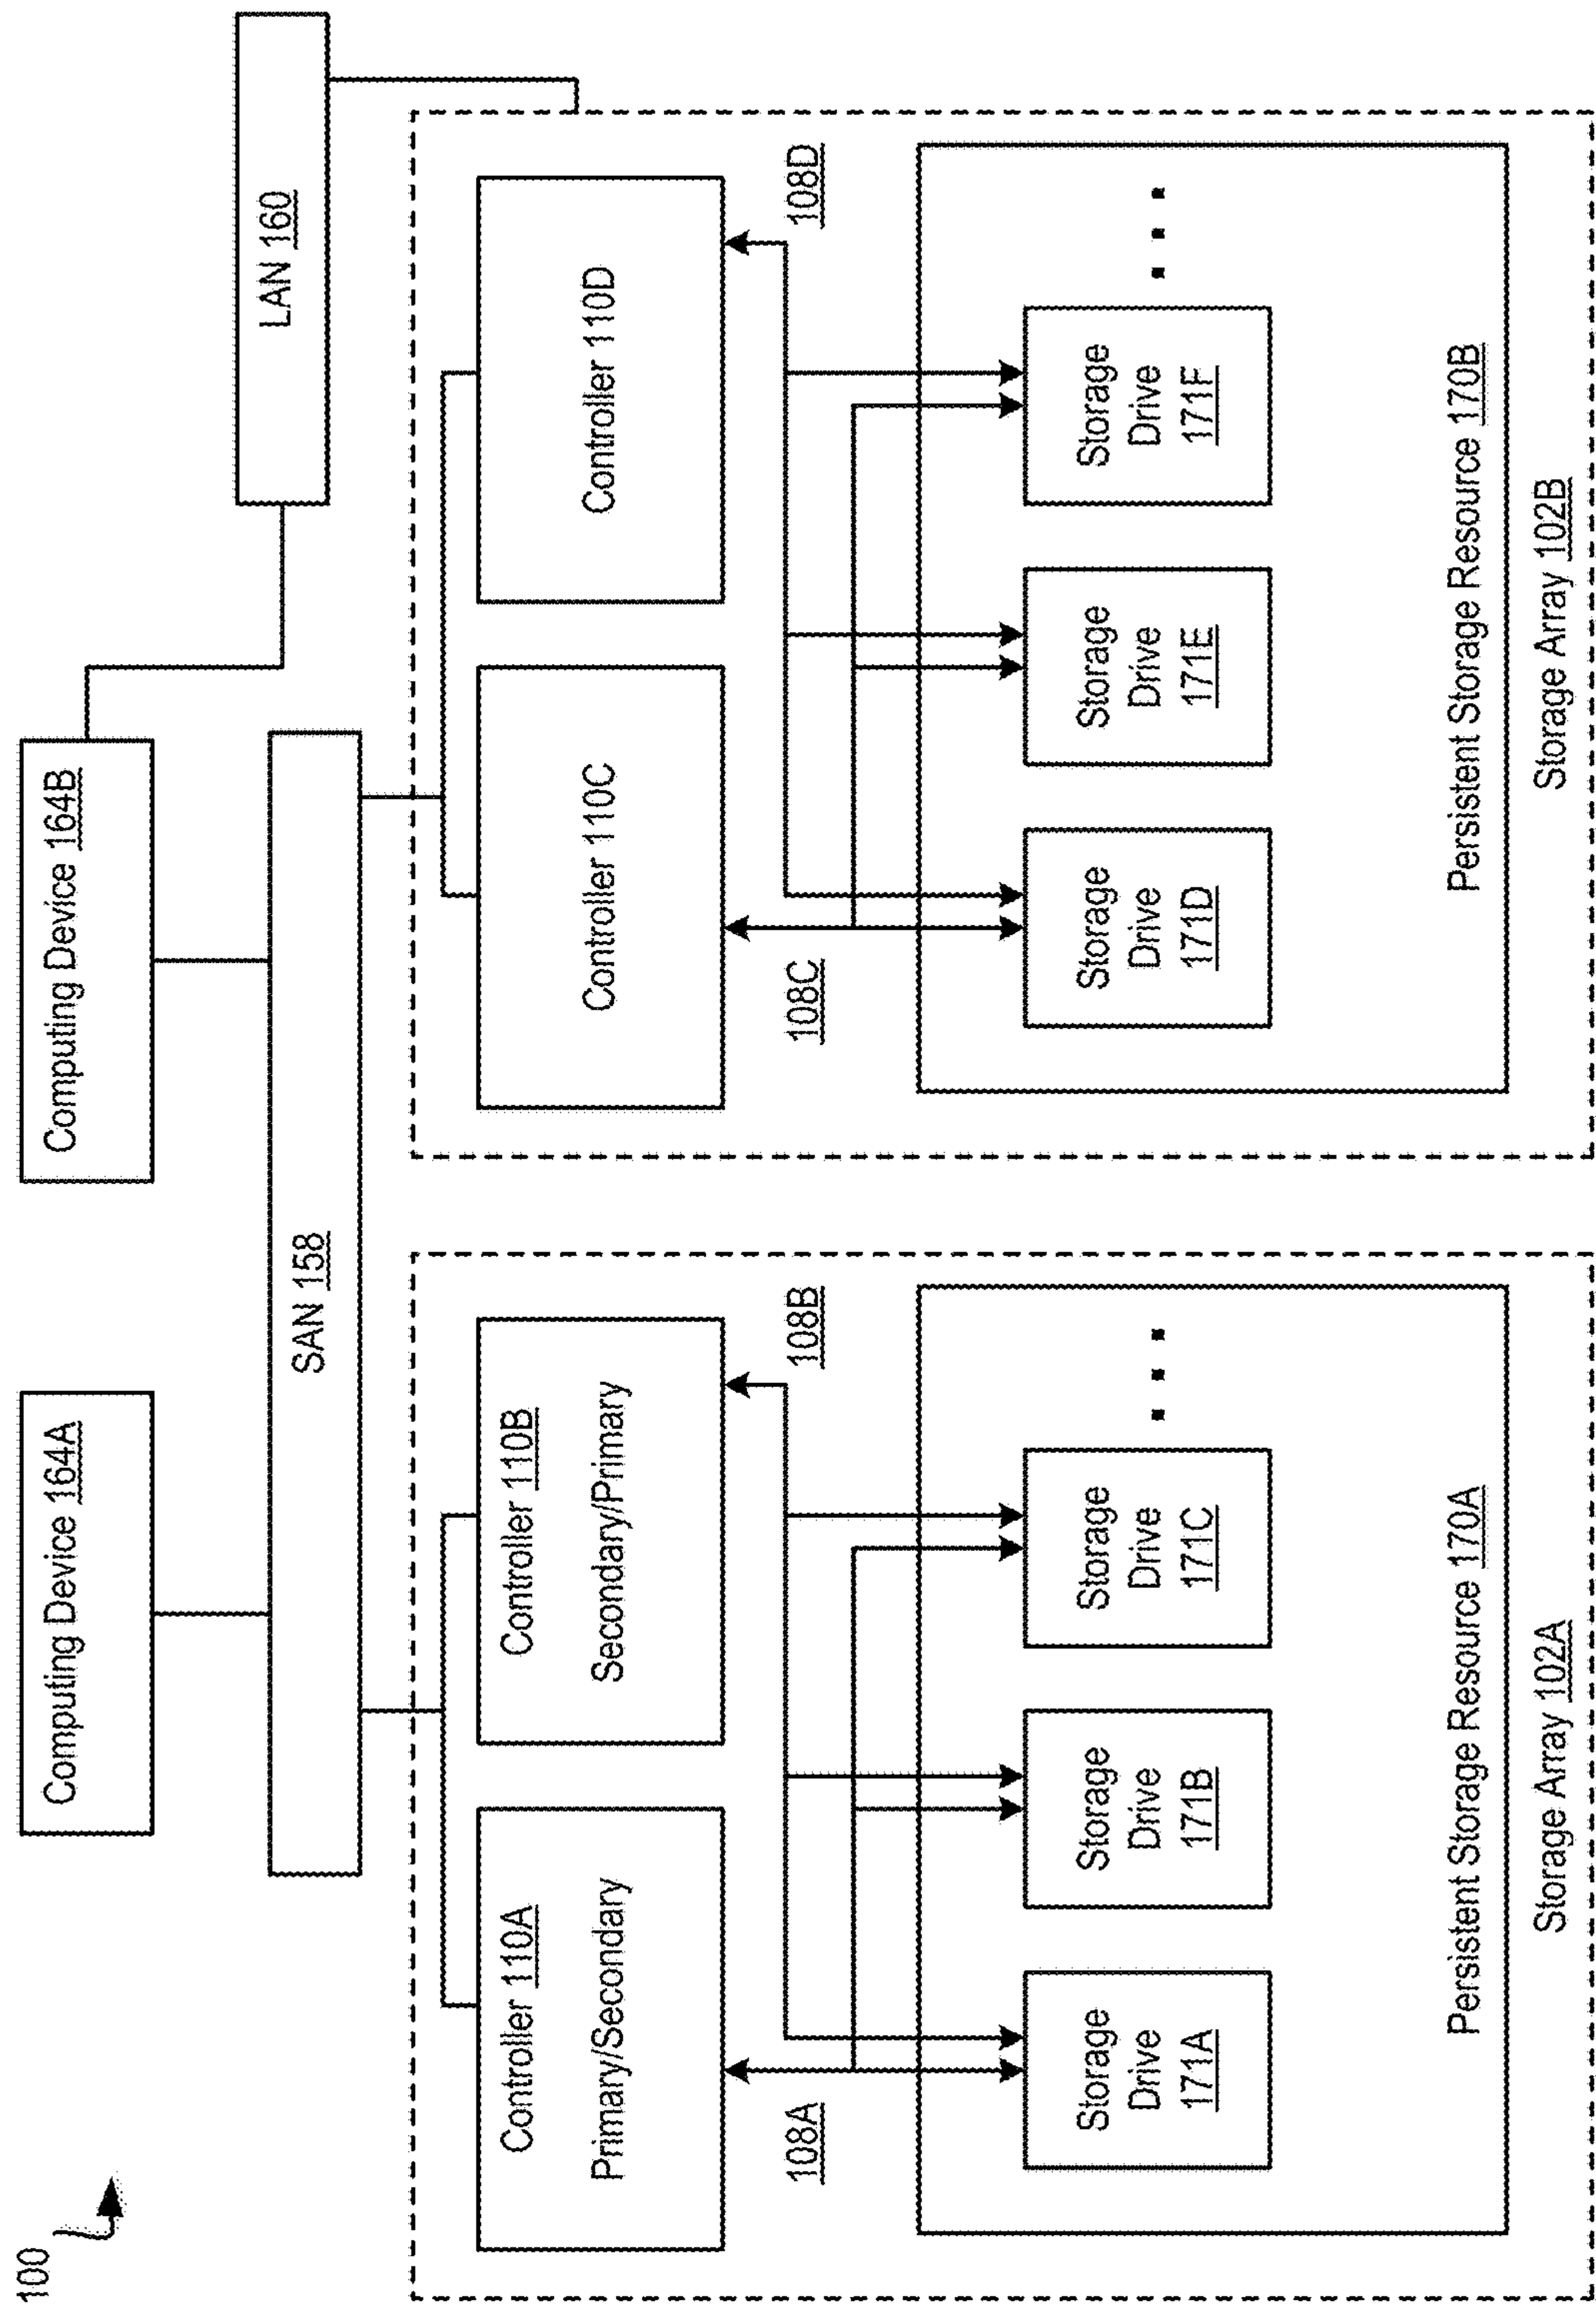 100
Computing Device 164A
Computing Device 164B
SAN 158
LAN 160
Controller 110A
Primary/Secondary
Controller 110B
Secondary/Primary
Controller 110C
Controller 110D
108A
108B
108C
108D
Storage
Drive
171A
Storage
Drive
171B
Storage
Drive
171C
Storage
Drive
171D
Storage
Drive
171E
Storage
Drive
171F
Persistent Storage Resource 170A
Persistent Storage Resource 170B
Storage Array 102A
Storage Array 102B